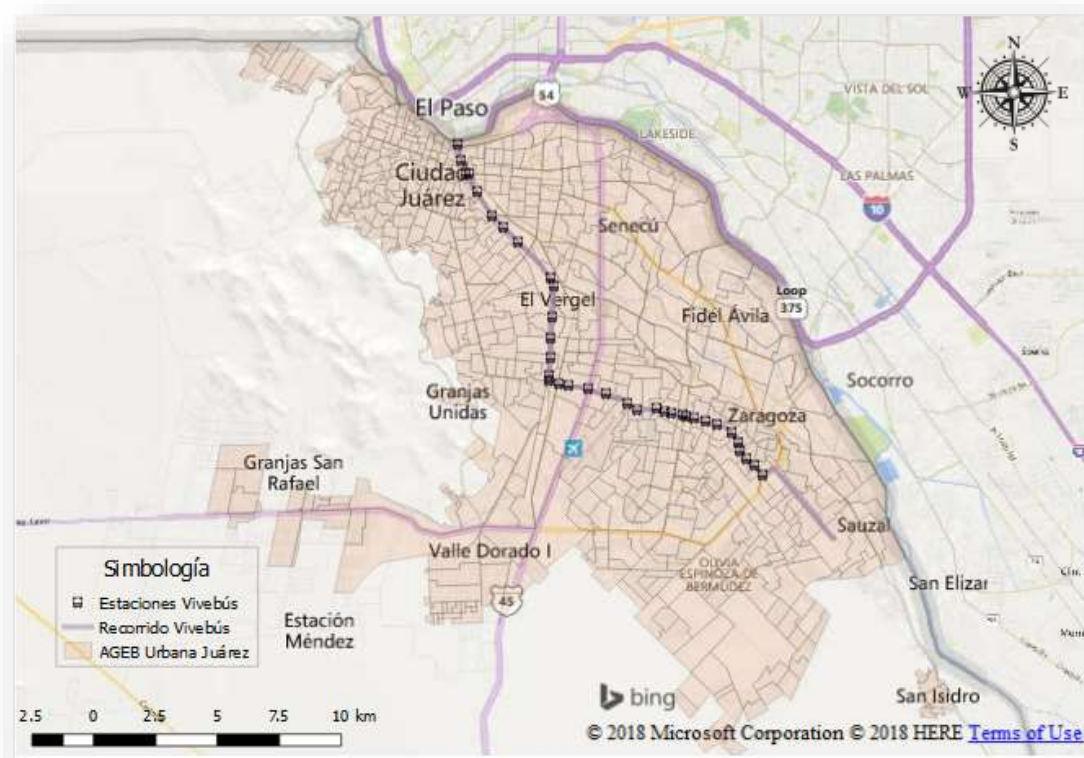 N
W E
S
El Paso
54
VISTA DEL SOL
LAKESIDE
Ciudad
Juárez
LAS PALMAS
10
Senecú
El Vergel
Loop
375
Fidel Ávila
Socorro
Granjas
Unidas
Zaragoza
Granjas San
Rafael
Sauzal
Valle Dorado I
OLIVIA
ESPINOZA DE
BERMÚDEZ
San Elizar
45
Simbología
Estaciones Vivebús
Recorrido Vivebús
AGEB Urbana Juárez
Estación
Méndez
San Isidro
bing
2.5 0 2.5 5 7.5 10 km
© 2018 Microsoft Corporation © 2018 HERE Terms of Use